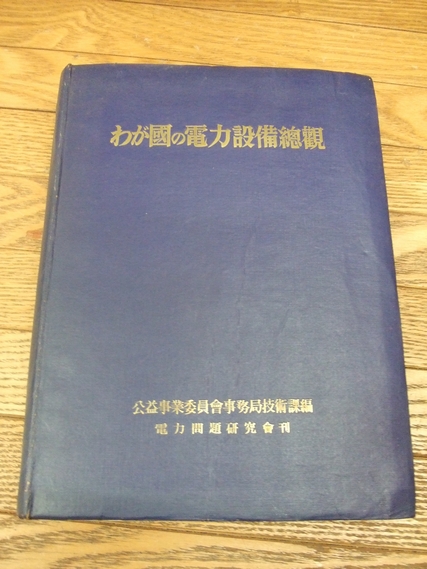 わが國の電力設備總觀
公益事業委員會事務局技術課編
電力問題研究會刊